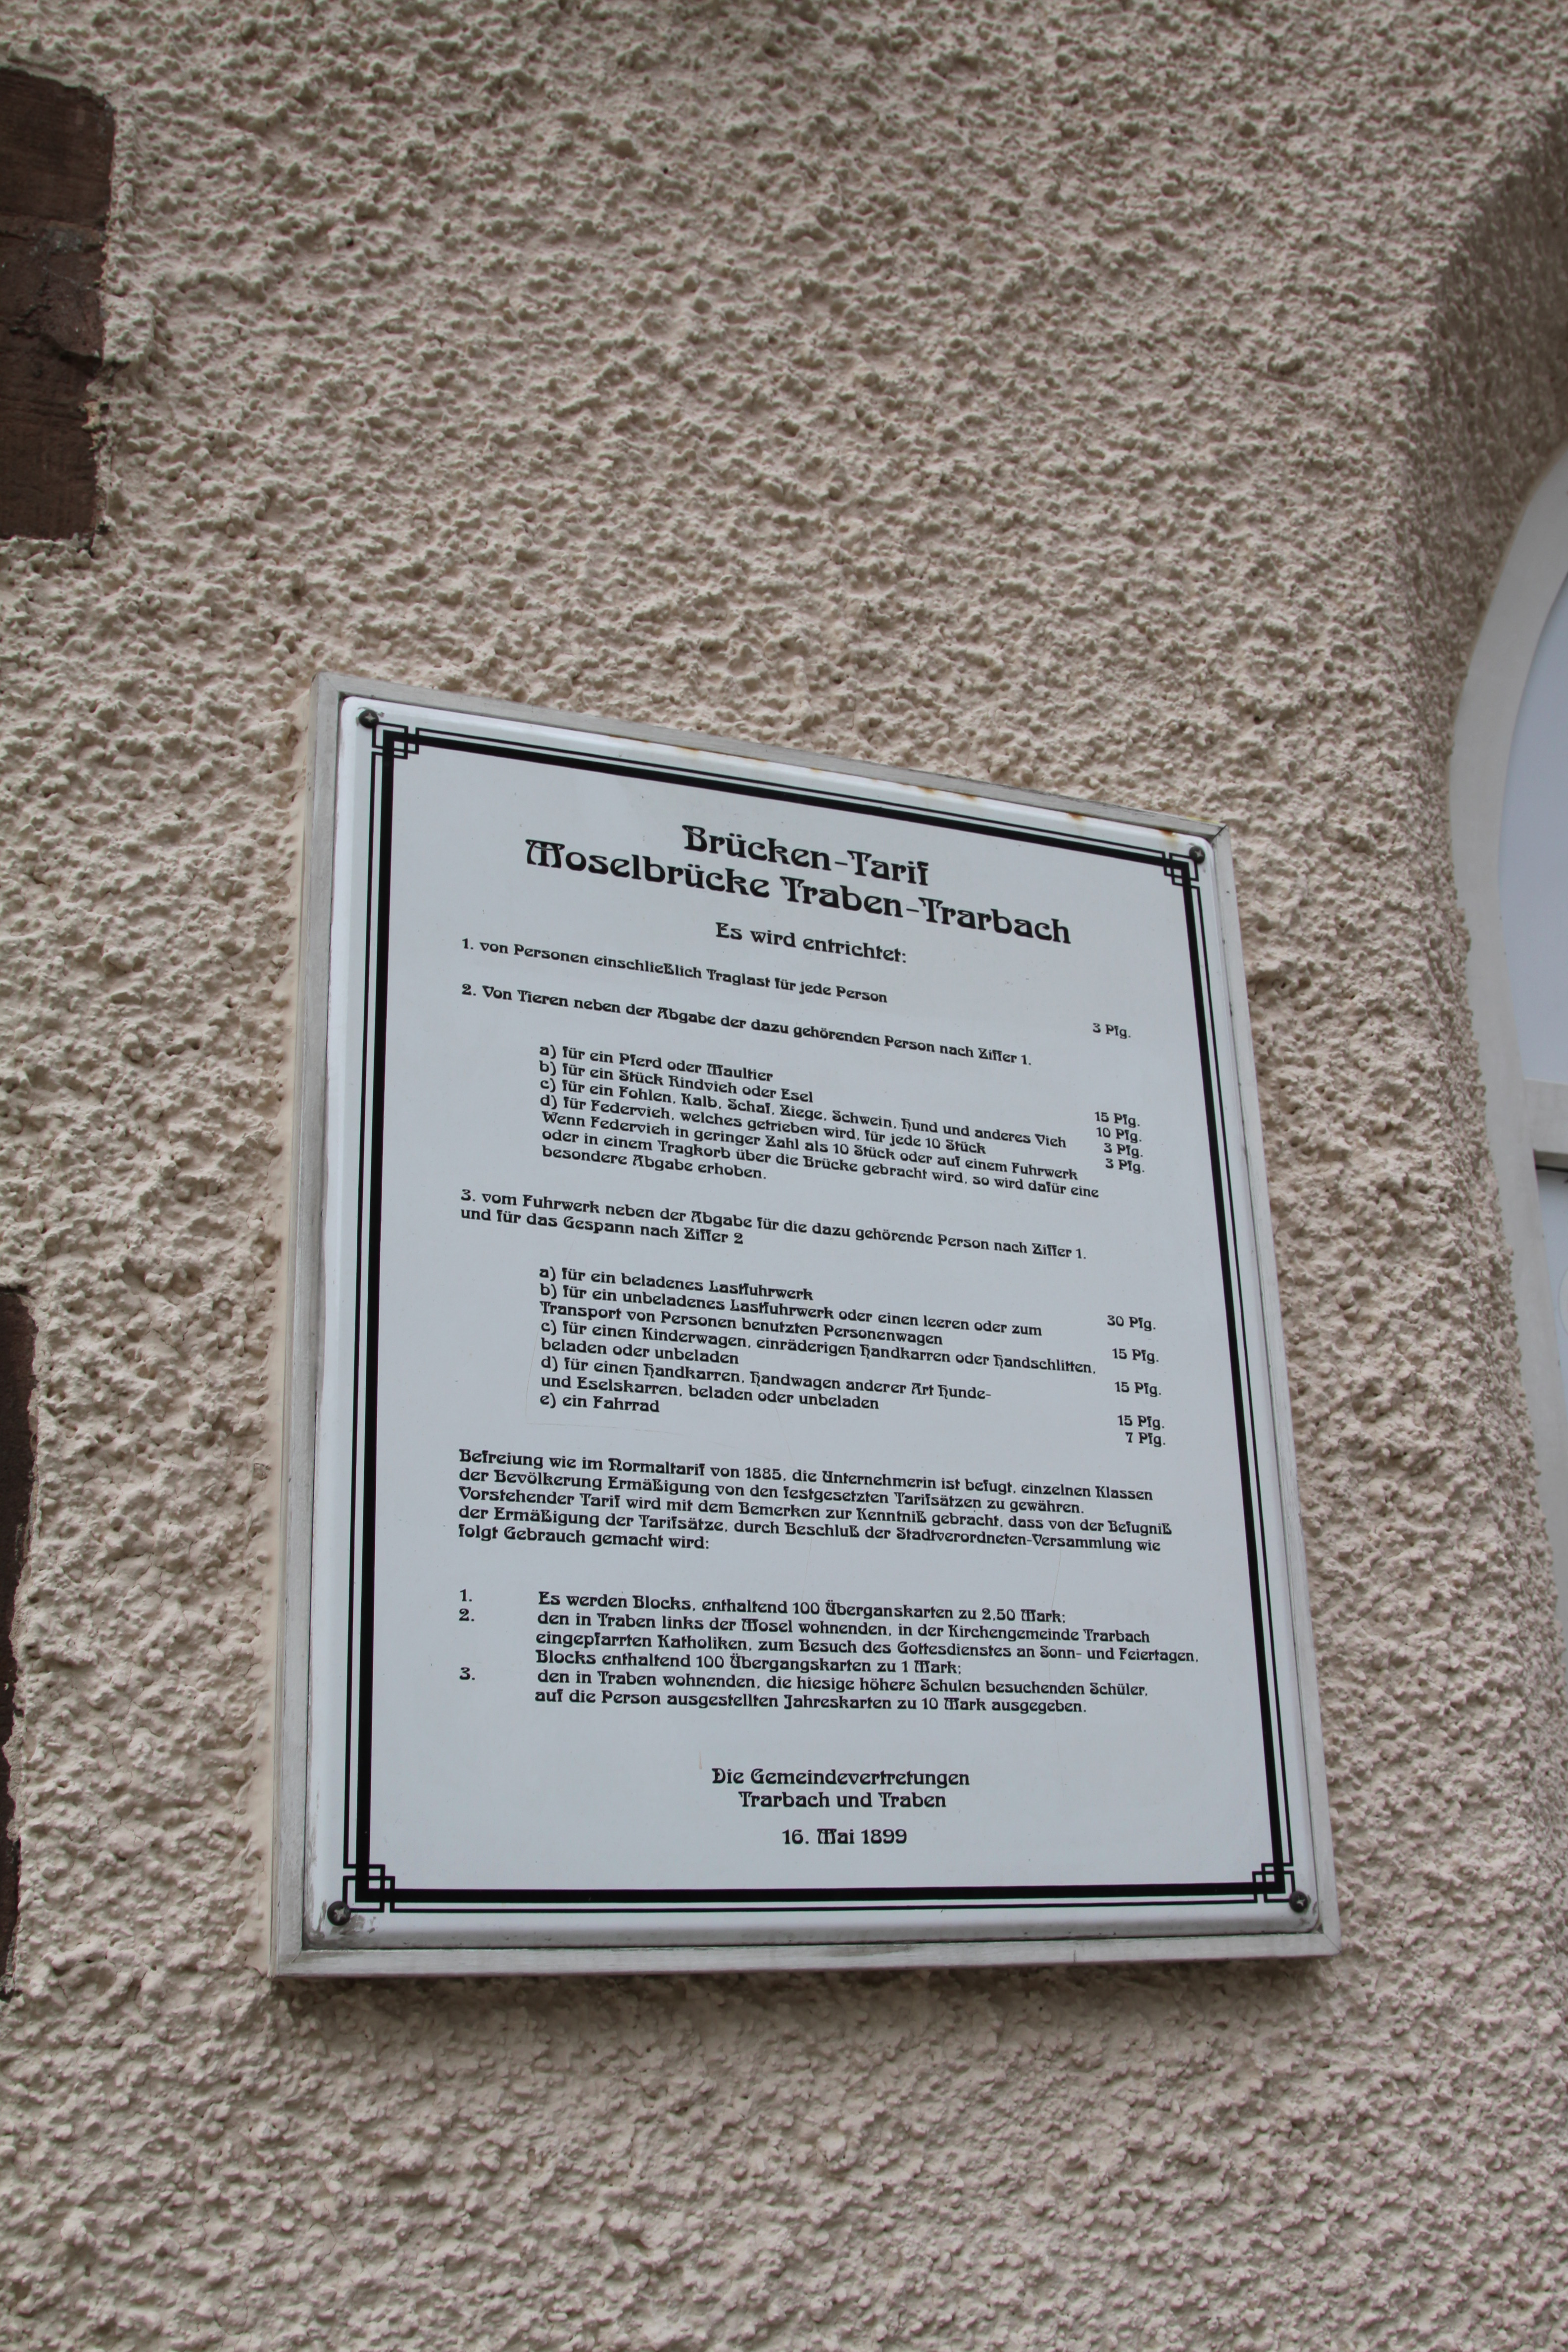 Brücken-Tarif
Moselbrücke Traben-Trarbach
Es wird entrichtet:
1. von Personen einschließlich Traglast für jede Person 3 Pfg.
2. Von Tieren neben der Abgabe der dazu gehörenden Person nach Ziffer 1.
a) für ein Pferd oder Maultier 15 Pfg.
b) für ein Stück Rindvieh oder Esel 10 Pfg.
c) für ein Fohlen, Kalb, Schaf, Ziege, Schwein, Hund und anderes Vieh 3 Pfg.
d) für Federvieh, welches getrieben wird, für jede 10 Stück 3 Pfg.
Wenn Federvieh in geringer Zahl als 10 Stück oder auf einem Fuhrwerk
oder in einem Tragkorb über die Brücke gebracht wird, so wird dafür eine
besondere Abgabe erhoben.
3. vom Fuhrwerk neben der Abgabe für die dazu gehörende Person nach Ziffer 1.
und für das Gespann nach Ziffer 2
a) für ein beladenes Lastfuhrwerk 30 Pfg.
b) für ein unbeladenes Lastfuhrwerk oder einen leeren oder zum
Transport von Personen benutzten Personenwagen 15 Pfg.
c) für einen Kinderwagen, einräderigen Handkarren oder Handschlitten,
beladen oder unbeladen 15 Pfg.
d) für einen Handkarren, Handwagen anderer Art Hunde-
und Eselskarren, beladen oder unbeladen 15 Pfg.
e) ein Fahrrad 7 Pfg.
Befreiung wie im Normaltarif von 1885, die Unternehmerin ist befugt, einzelnen Klassen
der Bevölkerung Ermäßigung von den festgesetzten Tarifsätzen zu gewähren.
Vorstehender Tarif wird mit dem Bemerken zur Kenntniß gebracht, dass von der Befugniß
der Ermäßigung der Tarifsätze, durch Beschluß der Stadtverordneten-Versammlung wie
folgt Gebrauch gemacht wird:
1. Es werden Blocks, enthaltend 100 Überganskarten zu 2,50 Mark;
2. den in Traben links der Mosel wohnenden, in der Kirchengemeinde Trarbach
eingepfarrten Katholiken, zum Besuch des Gottesdienstes an Sonn- und Feiertagen,
Blocks enthaltend 100 Übergangskarten zu 1 Mark;
3. den in Traben wohnenden, die hiesige höhere Schulen besuchenden Schüler,
auf die Person ausgestellten Jahreskarten zu 10 Mark ausgegeben.
Die Gemeindevertretungen
Trarbach und Traben
16. Mai 1899